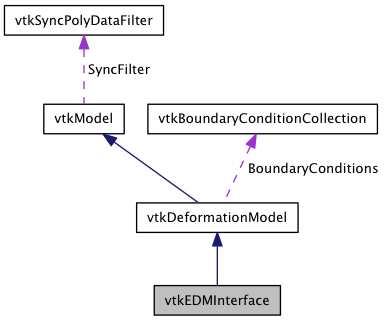 vtkSyncPolyDataFilter
SyncFilter
vtkModel
vtkBoundaryConditionCollection
BoundaryConditions
vtkDeformationModel
vtkEDMInterface